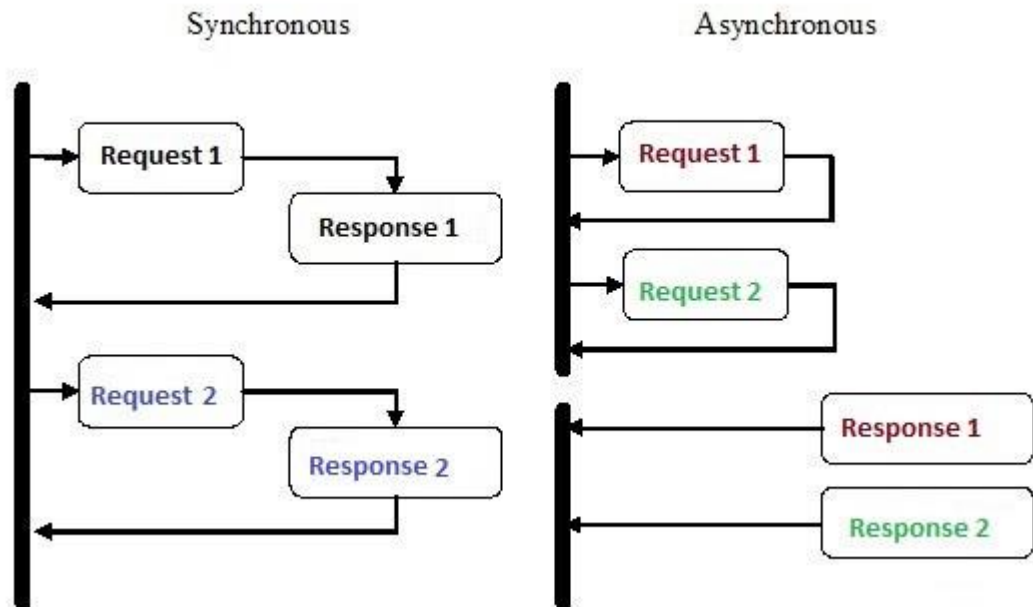 Synchronous
Asynchronous
Request 1
Response 1
Request 2
Response 2
Request 1
Request 2
Response 1
Response 2